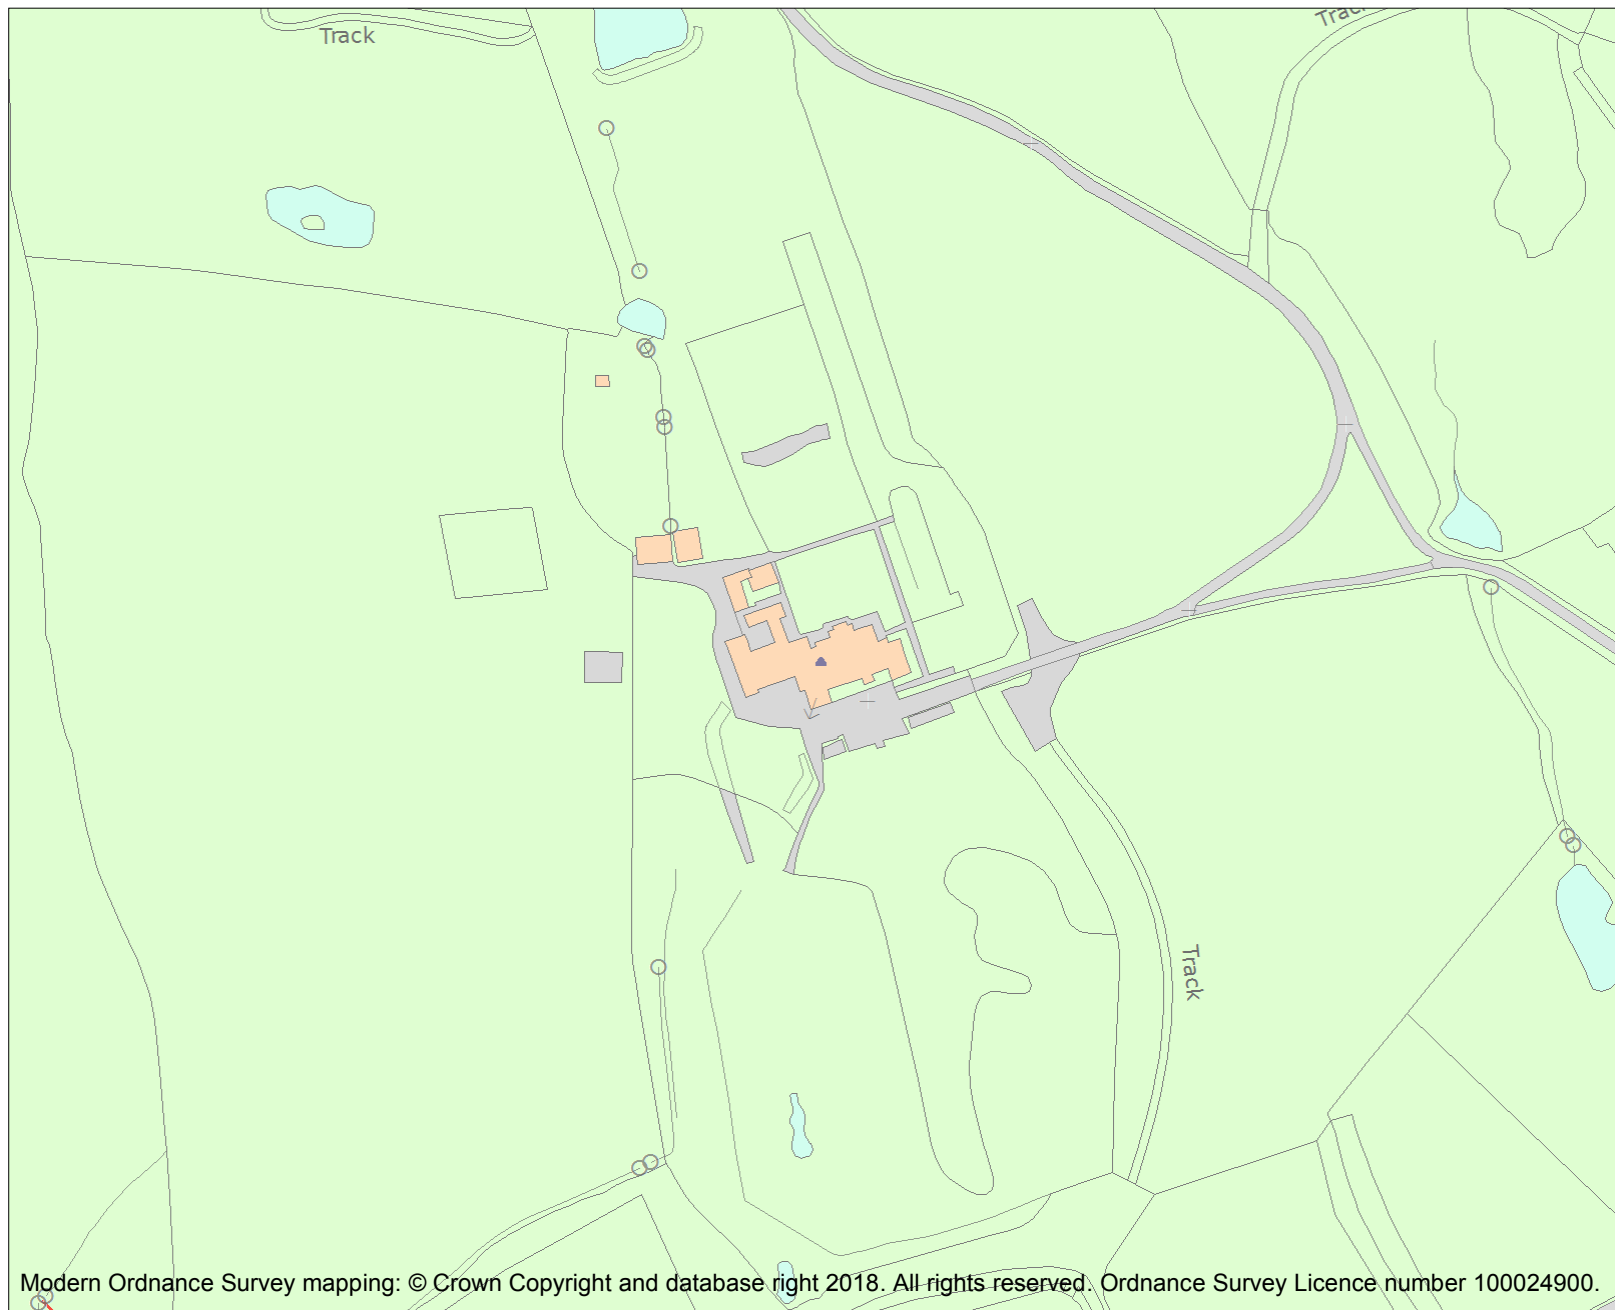 Track
Track
Track
Modern Ordnance Survey mapping: © Crown Copyright and database right 2018. All rights reserved. Ordnance Survey Licence number 100024900.